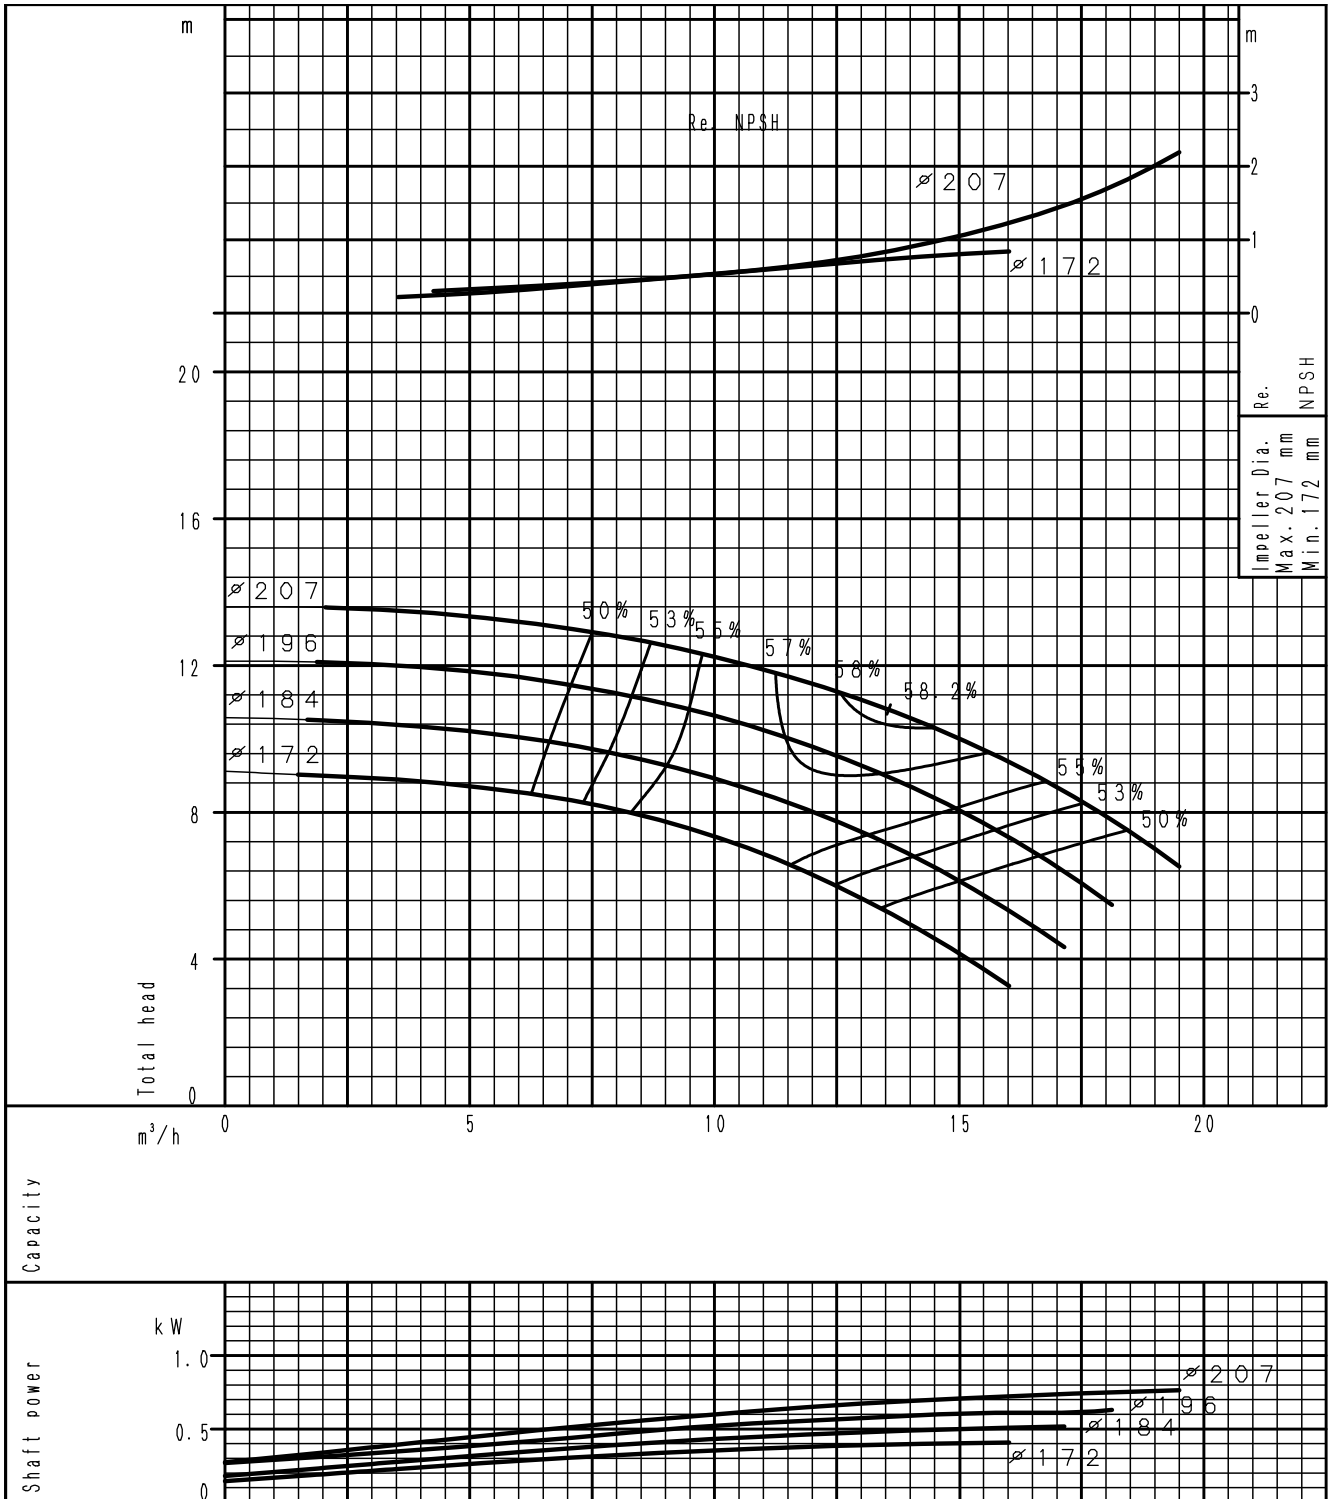 m
m
3
Re. NPSH
2
⌀207
1
⌀172
0
20
Re. NPSH
16
Impeller Dia.
Max. 207 mm
Min. 172 mm
⌀207
50%
53%
55%
⌀196
57%
12
58%
⌀184
58.2%
⌀172
55%
53%
8
50%
4
Total head
0
m³/h
0 5 10 15 20
Capacity
kW
1.0
⌀207
⌀196
0.5
⌀184
⌀172
Shaft power
0